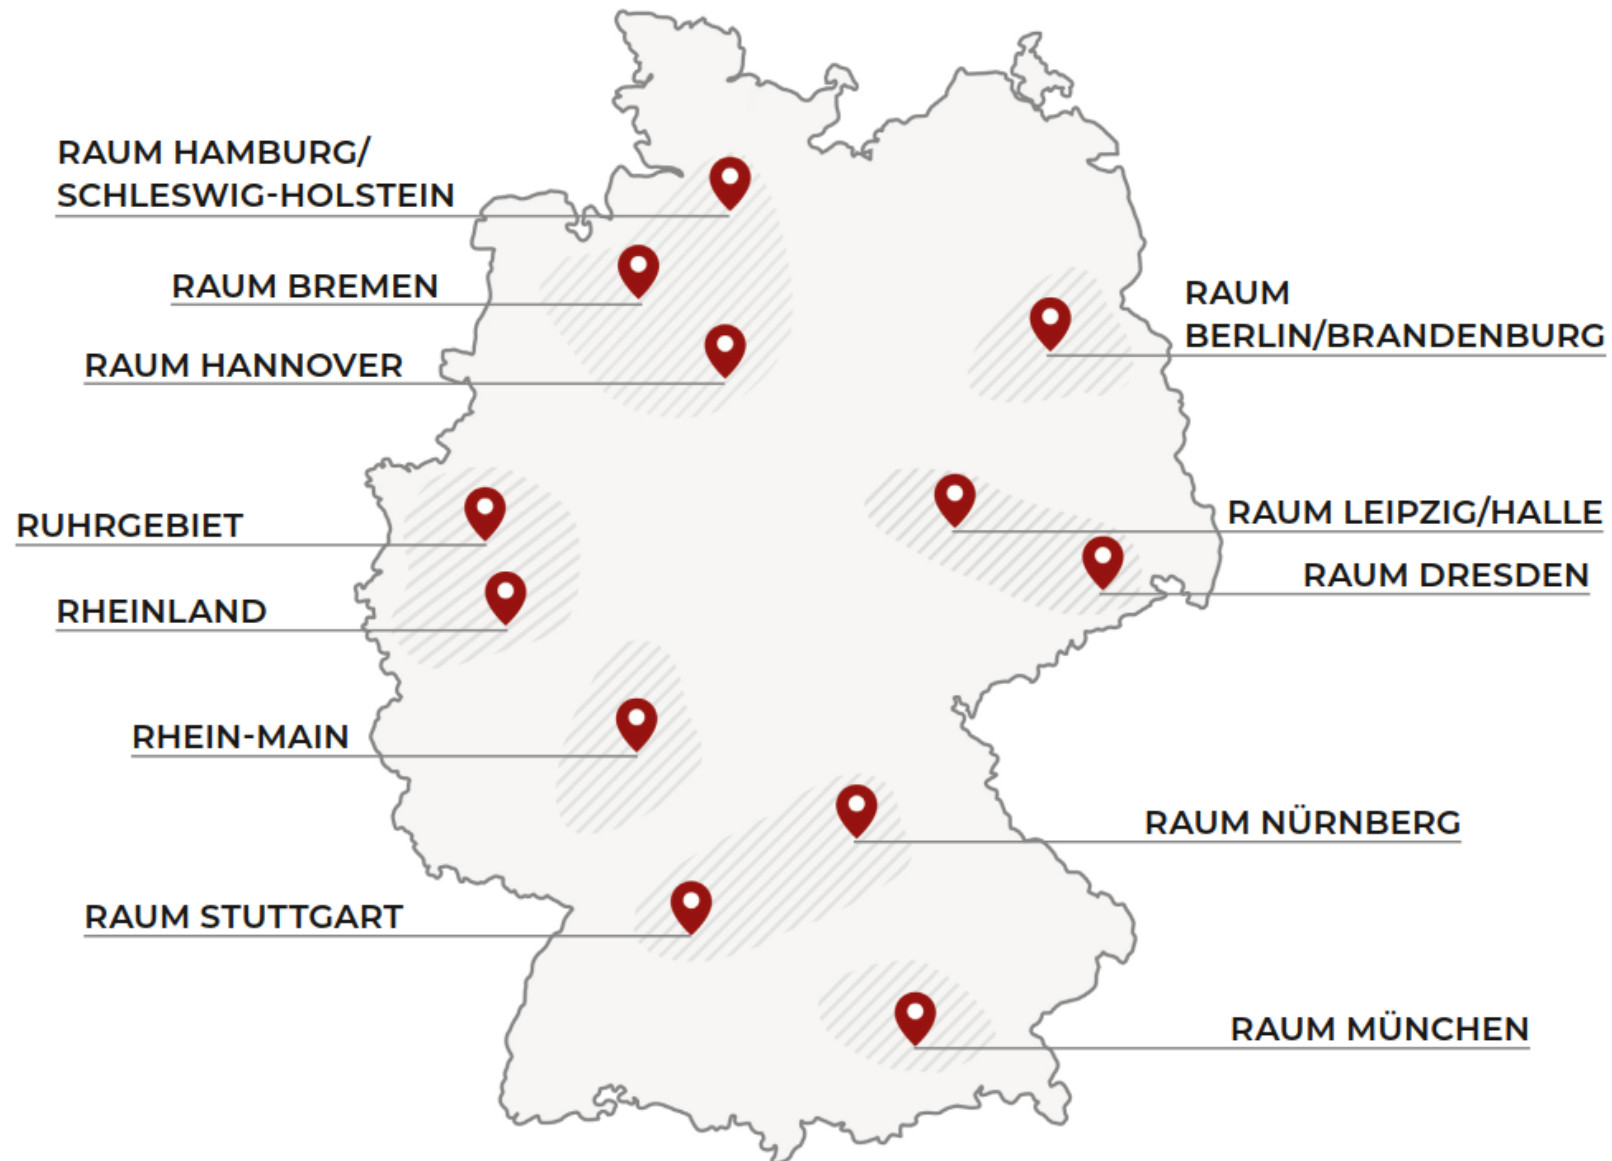 RAUM HAMBURG/
SCHLESWIG-HOLSTEIN
RAUM BREMEN
RAUM HANNOVER
RUHRGEBIET
RHEINLAND
RHEIN-MAIN
RAUM STUTTGART
RAUM
BERLIN/BRANDENBURG
RAUM LEIPZIG/HALLE
RAUM DRESDEN
RAUM NÜRNBERG
RAUM MÜNCHEN